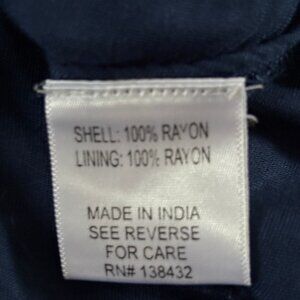 SHELL: 100% RAYON
LINING: 100% RAYON
MADE IN INDIA
SEE REVERSE
FOR CARE
RN# 138432